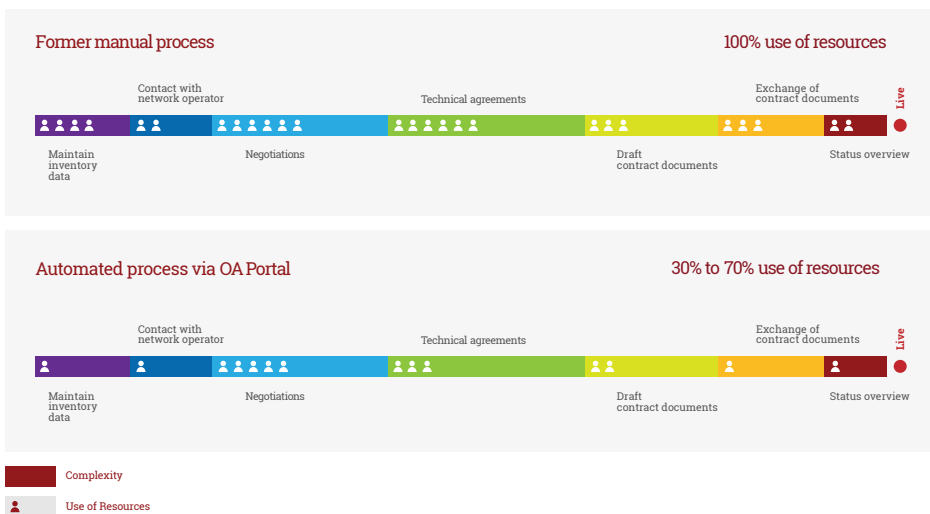 Former manual process
100% use of resources
Contact with
network operator
Technical agreements
Exchange of
contract documents
Live
Maintain
inventory
data
Negotiations
Draft
contract documents
Status overview
Automated process via OA Portal
30% to 70% use of resources
Contact with
network operator
Technical agreements
Exchange of
contract documents
Live
Maintain
inventory
data
Negotiations
Draft
contract documents
Status overview
Complexity
Use of Resources